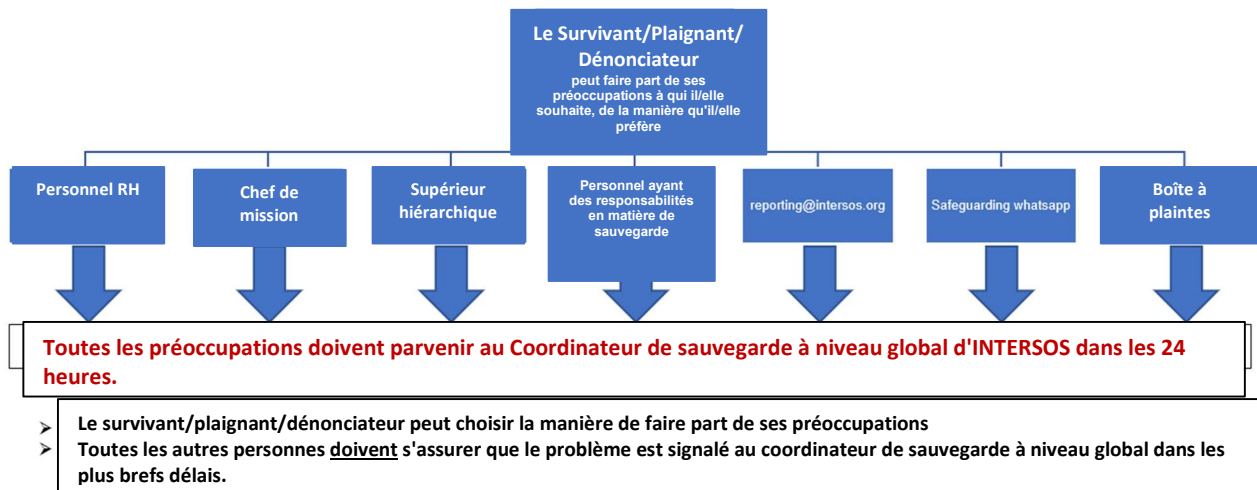 Le Survivant/Plaignant/
Dénonciateur
peut faire part de ses
préoccupations à qui il/elle
souhaite, de la manière qu'il/elle
préfère
Personnel RH
Chef de
mission
Supérieur
hiérarchique
Personnel ayant
des responsabilités
en matière de
sauvegarde
reporting@intersos.org
Safeguarding whatsapp
Boîte à
plaintes
Toutes les préoccupations doivent parvenir au Coordinateur de sauvegarde à niveau global d'INTERSOS dans les 24
heures.
➢ Le survivant/plaignant/dénonciateur peut choisir la manière de faire part de ses préoccupations
➢ Toutes les autres personnes doivent s'assurer que le problème est signalé au coordinateur de sauvegarde à niveau global dans les
plus brefs délais.